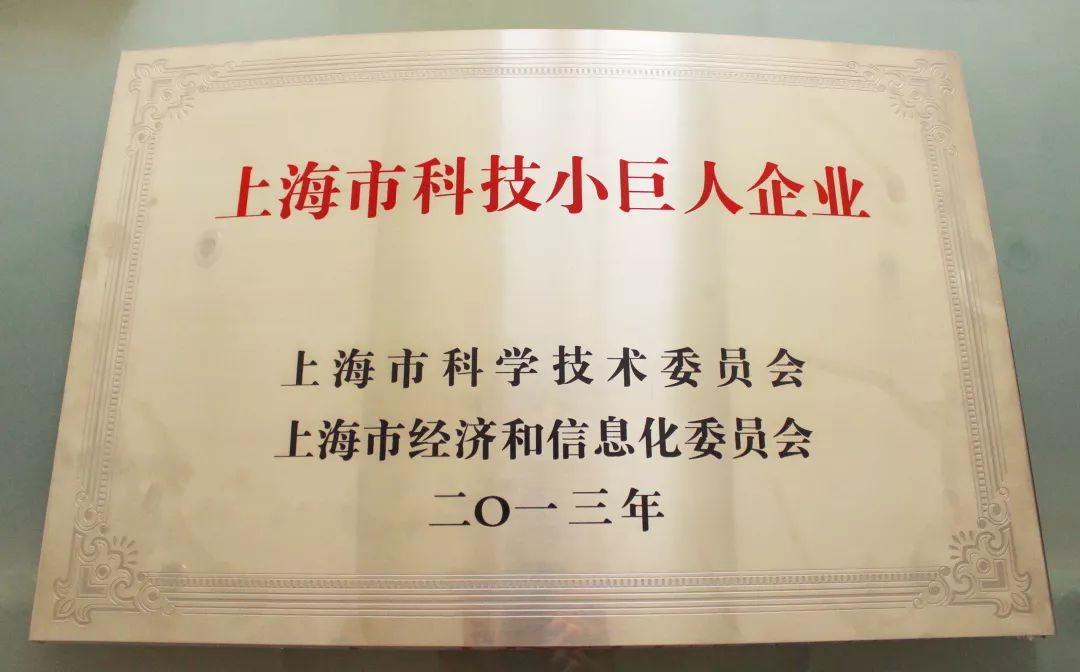 上海市科技小巨人企业
上海市科学技术委员会
上海市经济和信息化委员会
二〇一三年